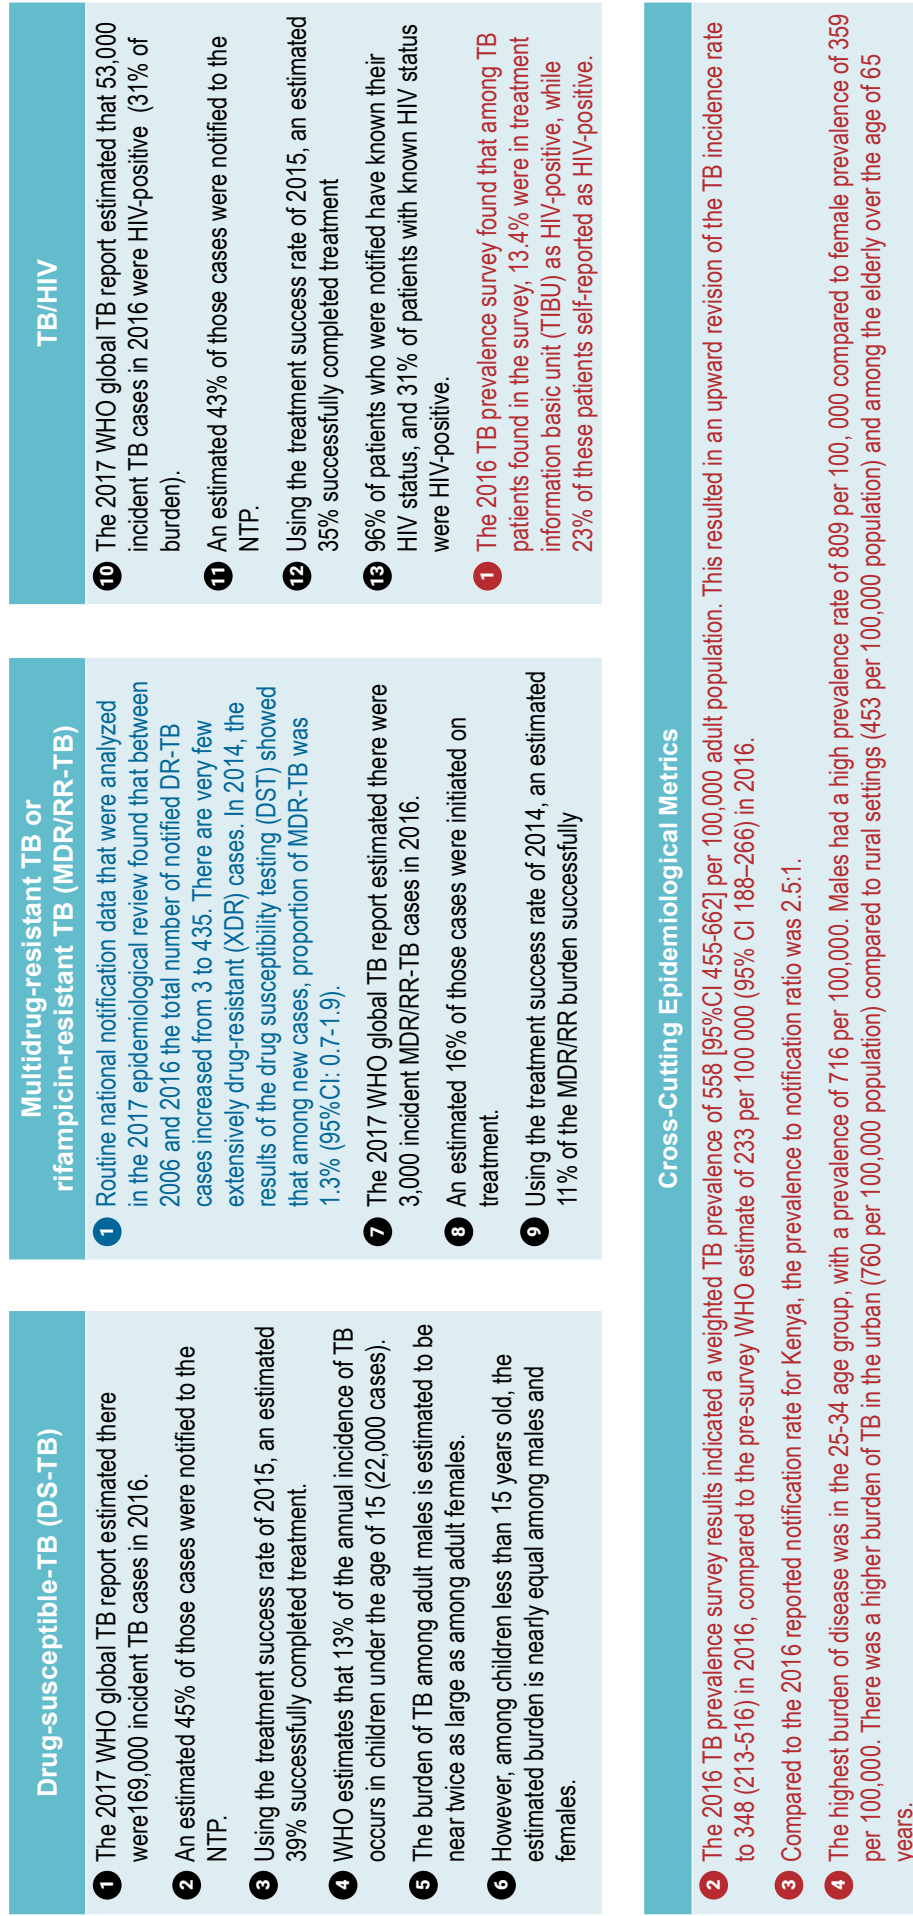 Drug-susceptible-TB (DS-TB)
1 The 2017 WHO global TB report estimated there
were169,000 incident TB cases in 2016.
2 An estimated 45% of those cases were notified to the
NTP.
3 Using the treatment success rate of 2015, an estimated
39% successfully completed treatment.
4 WHO estimates that 13% of the annual incidence of TB
occurs in children under the age of 15 (22,000 cases).
5 The burden of TB among adult males is estimated to be
near twice as large as among adult females.
6 However, among children less than 15 years old, the
estimated burden is nearly equal among males and
females.
Multidrug-resistant TB or
rifampicin-resistant TB (MDR/RR-TB)
1 Routine national notification data that were analyzed
in the 2017 epidemiological review found that between
2006 and 2016 the total number of notified DR-TB
cases increased from 3 to 435. There are very few
extensively drug-resistant (XDR) cases. In 2014, the
results of the drug susceptibility testing (DST) showed
that among new cases, proportion of MDR-TB was
1.3% (95%CI: 0.7-1.9).
7 The 2017 WHO global TB report estimated there were
3,000 incident MDR/RR-TB cases in 2016.
8 An estimated 16% of those cases were initiated on
treatment.
9 Using the treatment success rate of 2014, an estimated
11% of the MDR/RR burden successfully
TB/HIV
10 The 2017 WHO global TB report estimated that 53,000
incident TB cases in 2016 were HIV-positive (31% of
burden).
11 An estimated 43% of those cases were notified to the
NTP.
12 Using the treatment success rate of 2015, an estimated
35% successfully completed treatment
13 96% of patients who were notified have known their
HIV status, and 31% of patients with known HIV status
were HIV-positive.
1 The 2016 TB prevalence survey found that among TB
patients found in the survey, 13.4% were in treatment
information basic unit (TIBU) as HIV-positive, while
23% of these patients self-reported as HIV-positive.
Cross-Cutting Epidemiological Metrics
2 The 2016 TB prevalence survey results indicated a weighted TB prevalence of 558 [95%CI 455-662] per 100,000 adult population. This resulted in an upward revision of the TB incidence rate
to 348 (213-516) in 2016, compared to the pre-survey WHO estimate of 233 per 100 000 (95% CI 188–266) in 2016.
3 Compared to the 2016 reported notification rate for Kenya, the prevalence to notification ratio was 2.5:1.
4 The highest burden of disease was in the 25-34 age group, with a prevalence of 716 per 100,000. Males had a high prevalence rate of 809 per 100, 000 compared to female prevalence of 359
per 100,000. There was a higher burden of TB in the urban (760 per 100,000 population) compared to rural settings (453 per 100,000 population) and among the elderly over the age of 65
years.